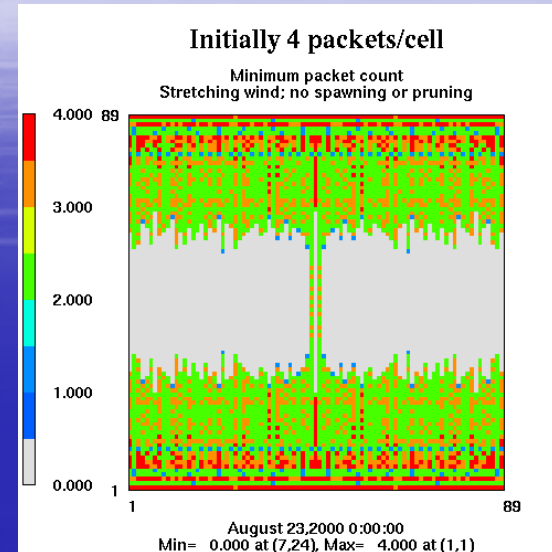 Initially 4 packets/cell
Minimum packet count
Stretching wind; no spawning or pruning
4.000
3.000
2.000
1.000
0.000
89
1
1
89
August 23,2000 0:00:00
Min= 0.000 at (7,24), Max= 4.000 at (1,1)